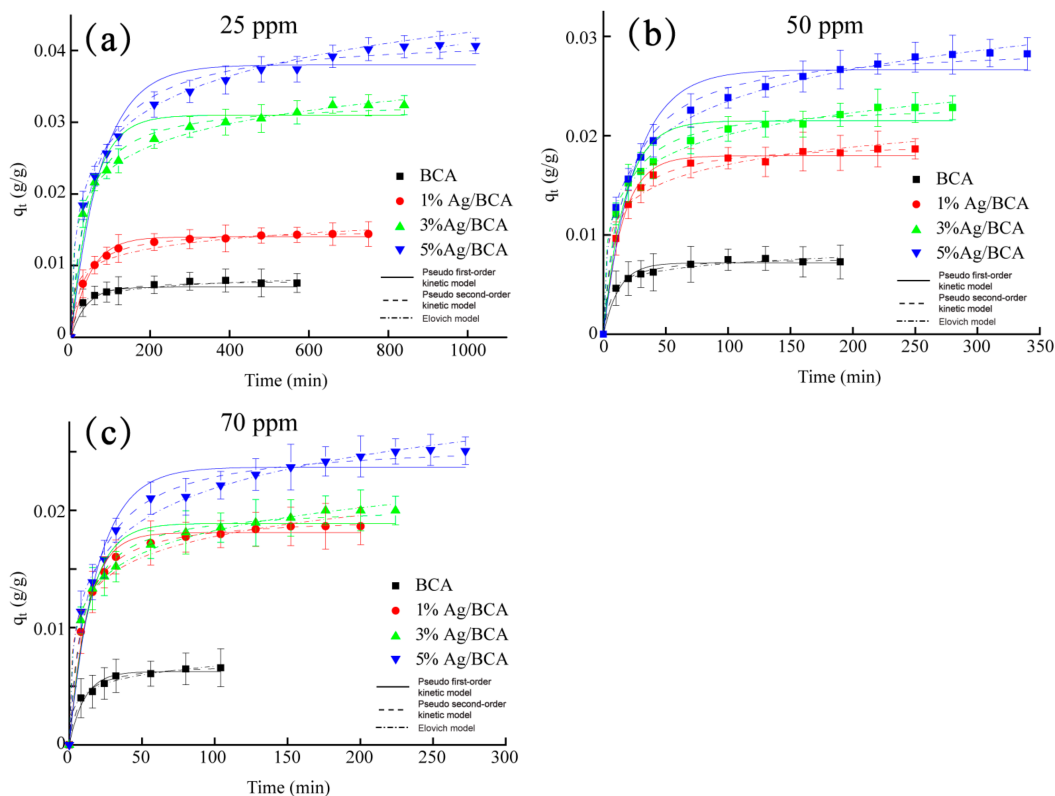 (a)
25 ppm
0.04
0.03
0.02
0.01
0
qt (g/g)
BCA
1% Ag/BCA
3%Ag/BCA
5%Ag/BCA
Pseudo first-order
kinetic model
Pseudo second-order
kinetic model
Elovich model
0 200 400 600 800 1000
Time (min)
(b)
50 ppm
0.03
0.02
0.01
0
qt (g/g)
BCA
1% Ag/BCA
3%Ag/BCA
5%Ag/BCA
Pseudo first-order
kinetic model
Pseudo second-order
kinetic model
Elovich model
0 50 100 150 200 250 300 350
Time (min)
(c)
70 ppm
0.02
0.01
0
qt (g/g)
BCA
1% Ag/BCA
3% Ag/BCA
5% Ag/BCA
Pseudo first-order
kinetic model
Pseudo second-order
kinetic model
Elovich model
0 50 100 150 200 250 300
Time (min)